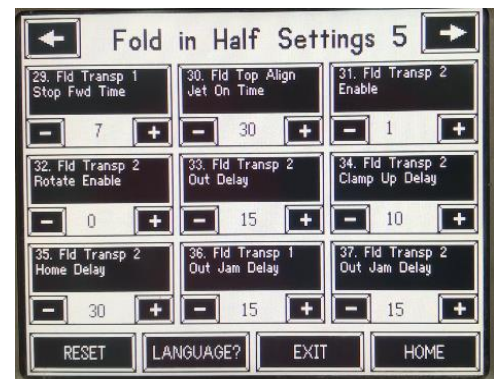 Fold in Half Settings 5
29. Fld Transp 1
Stop Fwd Time
- 7 +
30. Fld Top Align
Jet On Time
- 30 +
31. Fld Transp 2
Enable
- 1 +
32. Fld Transp 2
Rotate Enable
- 0 +
33. Fld Transp 2
Out Delay
- 15 +
34. Fld Transp 2
Clamp Up Delay
- 10 +
35. Fld Transp 2
Home Delay
- 30 +
36. Fld Transp 1
Out Jam Delay
- 15 +
37. Fld Transp 2
Out Jam Delay
- 15 +
RESET
LANGUAGE?
EXIT
HOME